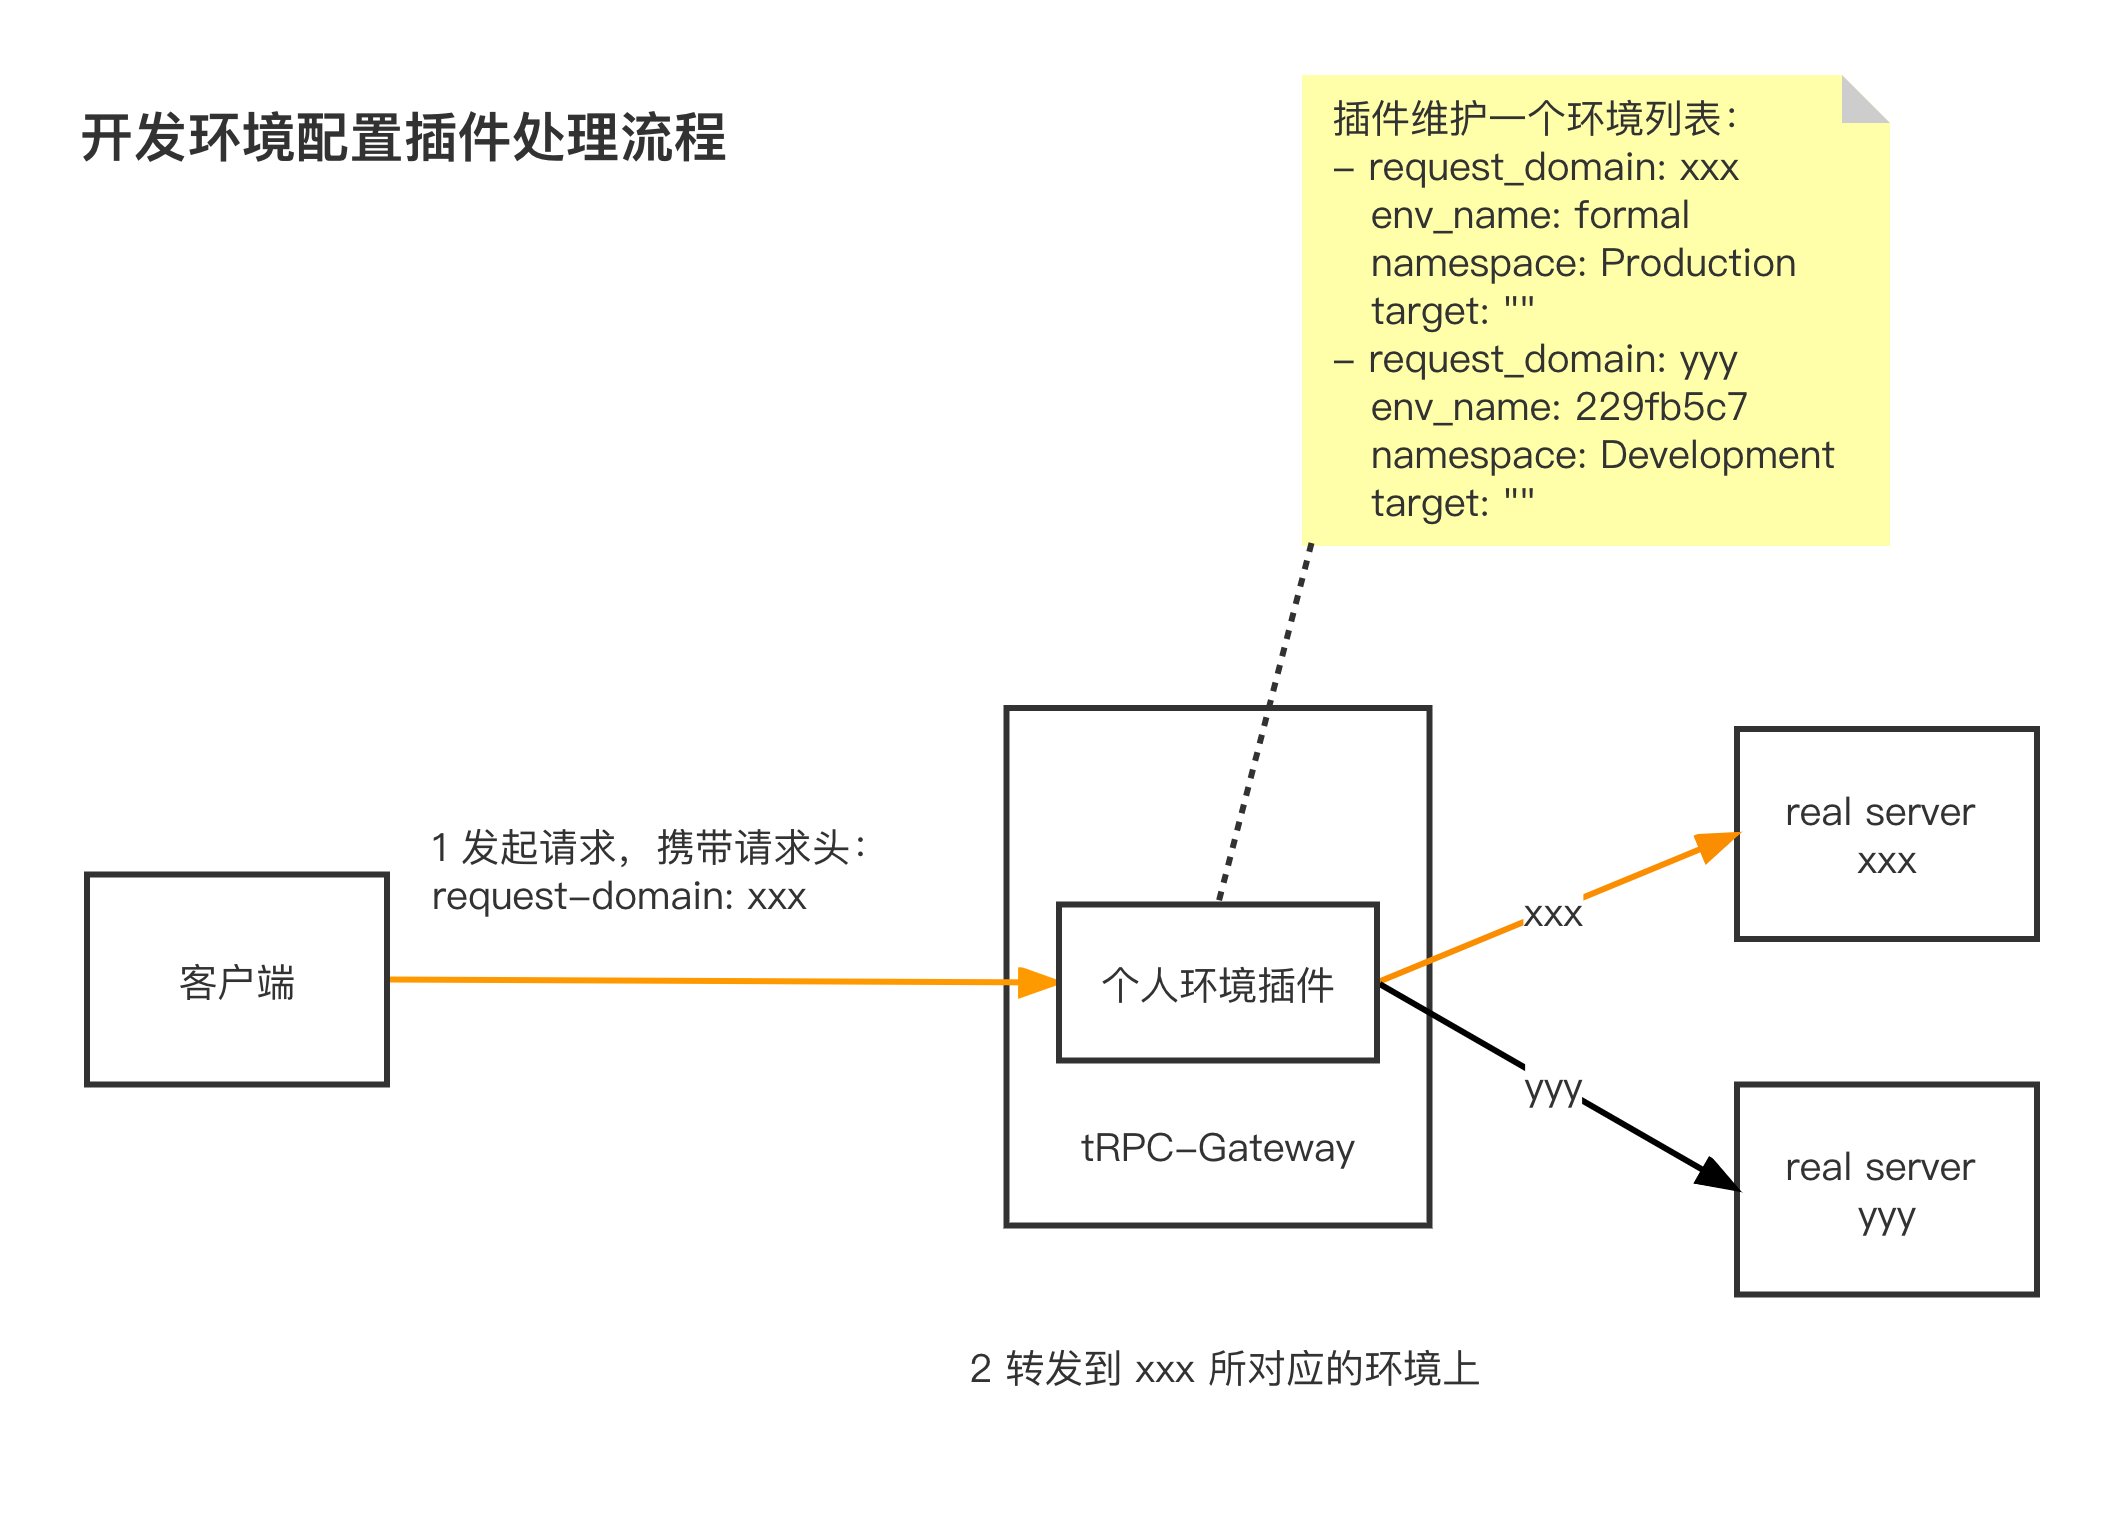 开发环境配置插件处理流程
插件维护一个环境列表：
- request_domain: xxx
env_name: formal
namespace: Production
target: ""
- request_domain: yyy
env_name: 229fb5c7
namespace: Development
target: ""
1 发起请求，携带请求头：
request-domain: xxx
客户端
个人环境插件
tRPC-Gateway
xxx
yyy
real server
xxx
real server
yyy
2 转发到 xxx 所对应的环境上